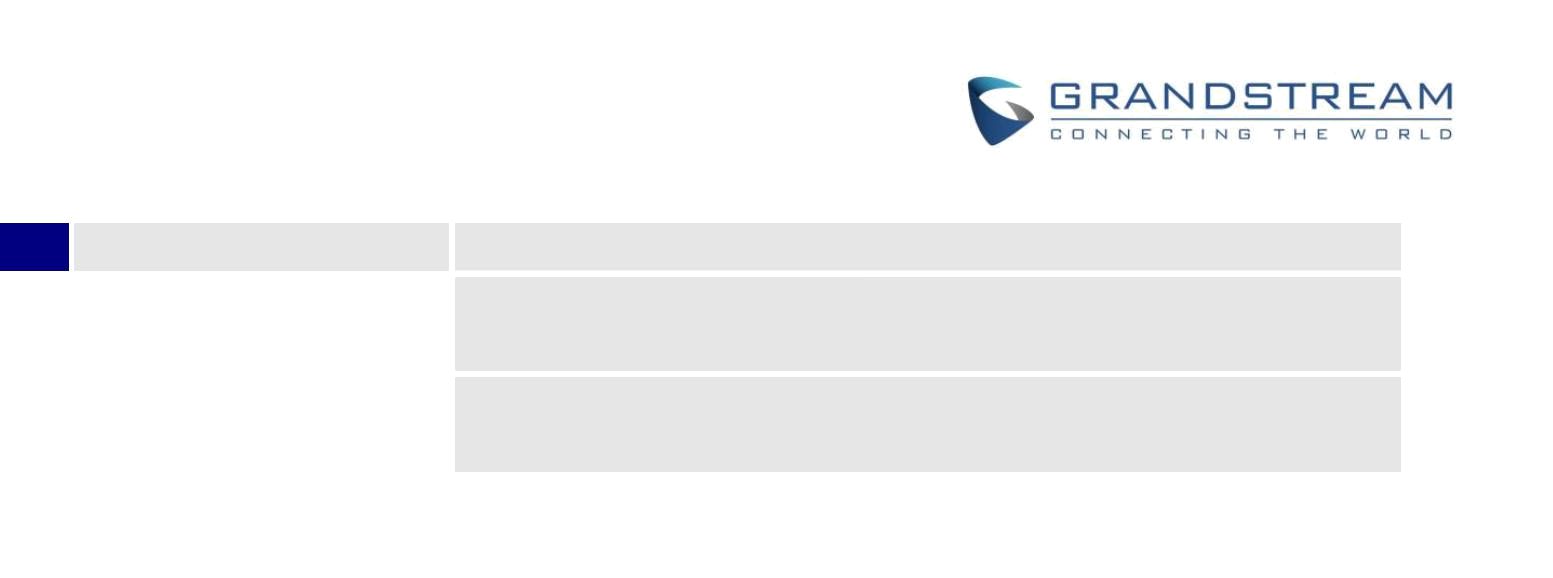 GRANDSTREAM
CONNECTING THE WORLD